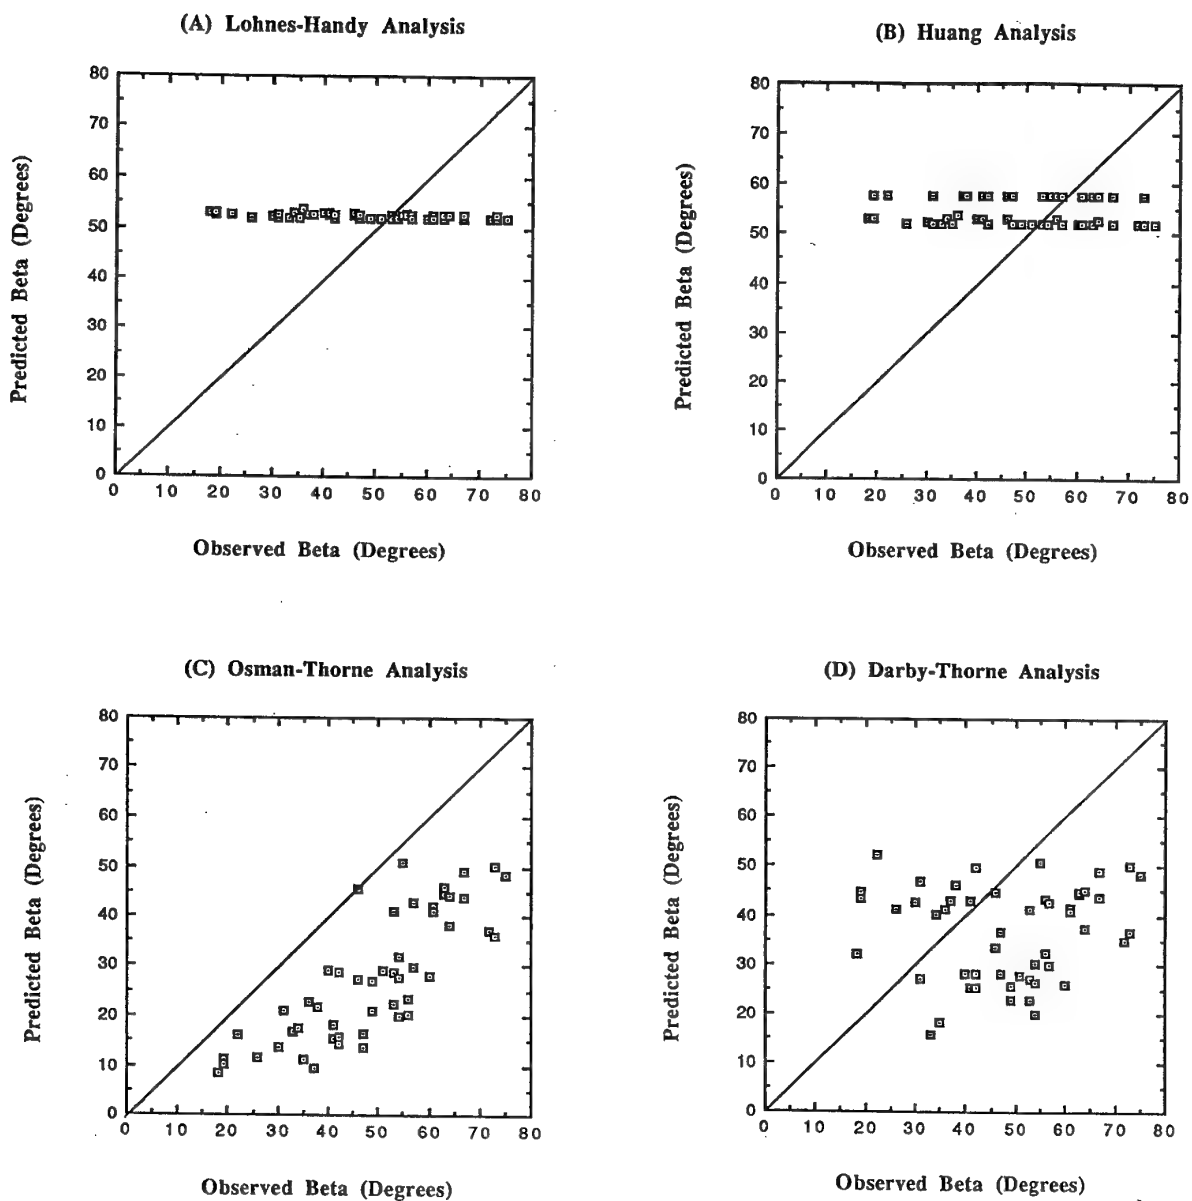 (A) Lohnes-Handy Analysis
80
70
60
50
40
30
20
10
0
0 10 20 30 40 50 60 70 80
Predicted Beta (Degrees)
Observed Beta (Degrees)
(B) Huang Analysis
80
70
60
50
40
30
20
10
0
0 10 20 30 40 50 60 70 80
Predicted Beta (Degrees)
Observed Beta (Degrees)
(C) Osman-Thorne Analysis
80
70
60
50
40
30
20
10
0
0 10 20 30 40 50 60 70 80
Predicted Beta (Degrees)
Observed Beta (Degrees)
(D) Darby-Thorne Analysis
80
70
60
50
40
30
20
10
0
0 10 20 30 40 50 60 70 80
Predicted Beta (Degrees)
Observed Beta (Degrees)